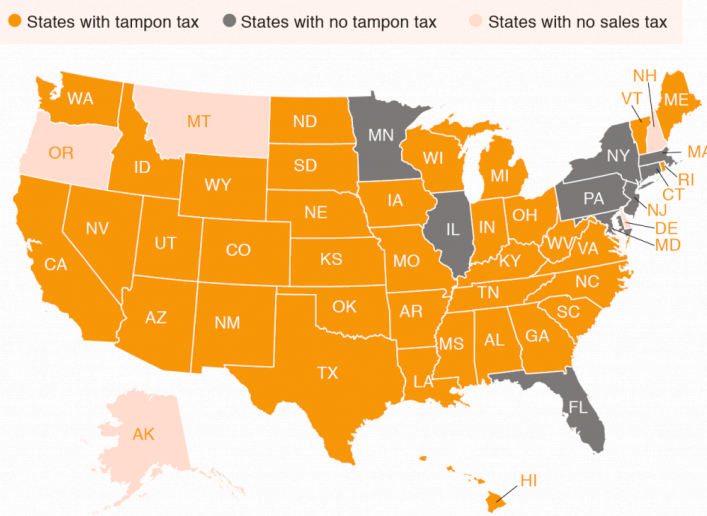 States with tampon tax States with no tampon tax States with no sales tax
NH
VT ME
WA
MT ND MN
OR
ID SD WI MI NY MA
WY RI
CT
IA PA NJ
NE OH
NV IL IN DE
UT CO WV VA MD
CA KS MO KY
NC
TN
AZ NM OK AR SC
MS AL GA
TX LA
FL
AK
HI